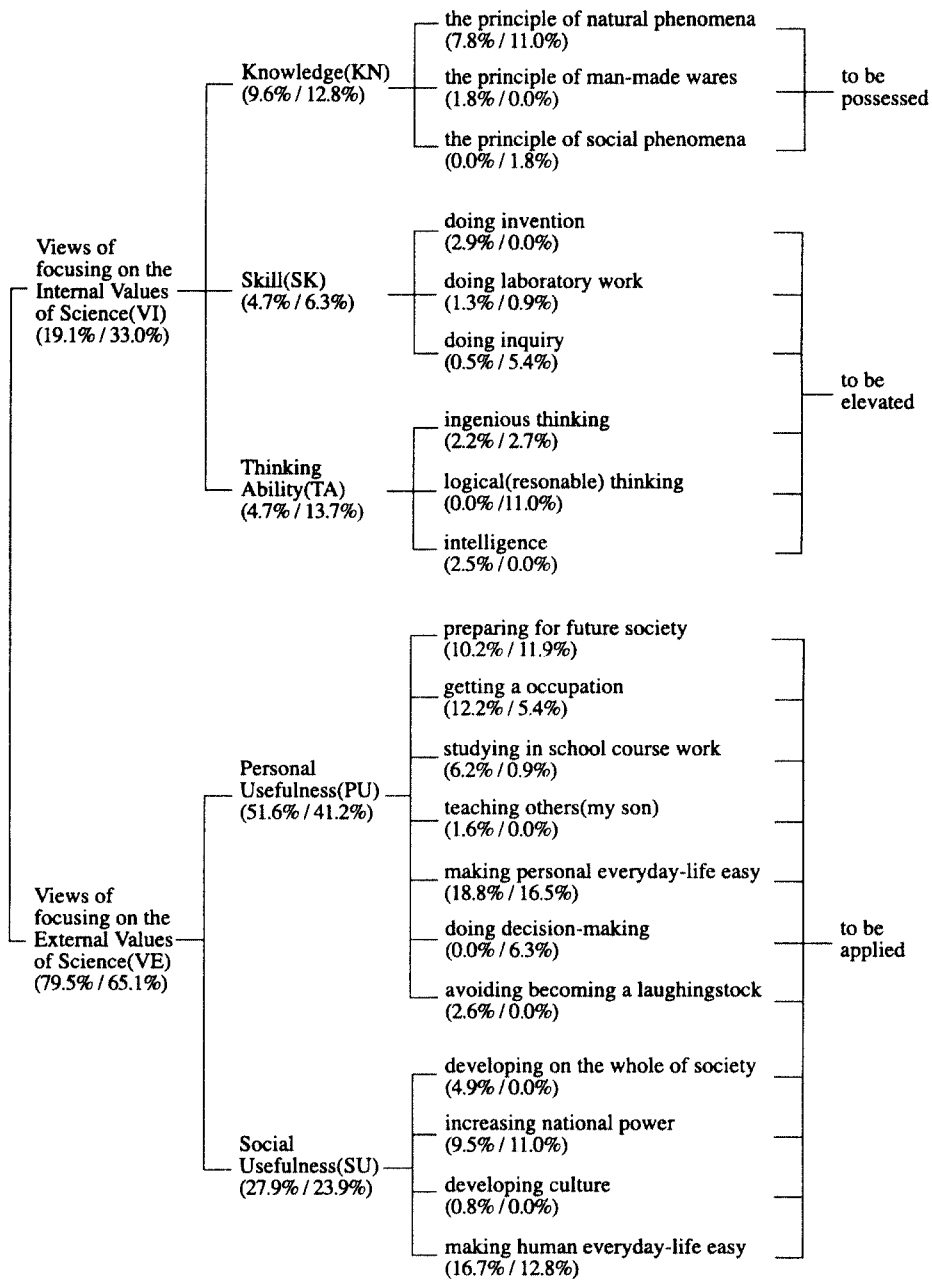 the principle of natural phenomena
(7.8% / 11.0%)
Knowledge(KN)
(9.6% / 12.8%)
the principle of man-made wares
(1.8% / 0.0%)
the principle of social phenomena
(0.0% / 1.8%)
to be
possessed
Views of
focusing on the
Internal Values
of Science(VI)
(19.1% / 33.0%)
Skill(SK)
(4.7% / 6.3%)
doing invention
(2.9% / 0.0%)
doing laboratory work
(1.3% / 0.9%)
doing inquiry
(0.5% / 5.4%)
to be
elevated
Thinking
Ability(TA)
(4.7% / 13.7%)
ingenious thinking
(2.2% / 2.7%)
logical(resonable) thinking
(0.0% /11.0%)
intelligence
(2.5% / 0.0%)
Views of
focusing on the
External Values
of Science(VE)
(79.5% / 65.1%)
Personal
Usefulness(PU)
(51.6% / 41.2%)
preparing for future society
(10.2% / 11.9%)
getting a occupation
(12.2% / 5.4%)
studying in school course work
(6.2% / 0.9%)
teaching others(my son)
(1.6% / 0.0%)
making personal everyday-life easy
(18.8% / 16.5%)
doing decision-making
(0.0% / 6.3%)
avoiding becoming a laughingstock
(2.6% / 0.0%)
to be
applied
Social
Usefulness(SU)
(27.9% / 23.9%)
developing on the whole of society
(4.9% / 0.0%)
increasing national power
(9.5% / 11.0%)
developing culture
(0.8% / 0.0%)
making human everyday-life easy
(16.7% / 12.8%)